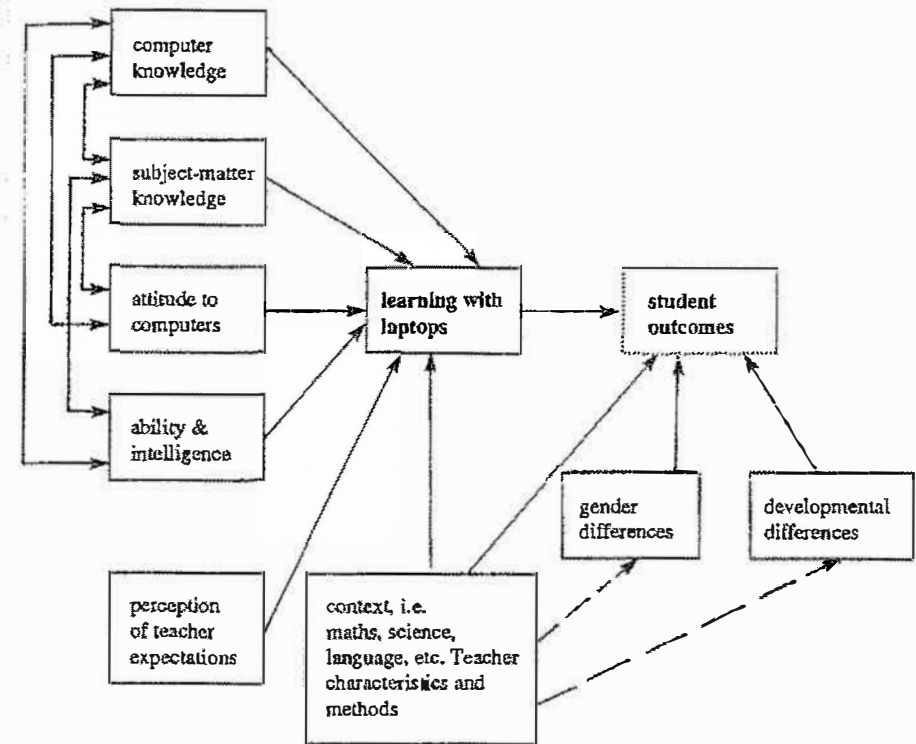 computer
knowledge
subject-matter
knowledge
attitude to
computers
ability &
intelligence
perception
of teacher
expectations
learning with
laptops
context, i.e.
maths, science,
language, etc. Teacher
characteristics and
methods
student
outcomes
gender
differences
developmental
differences